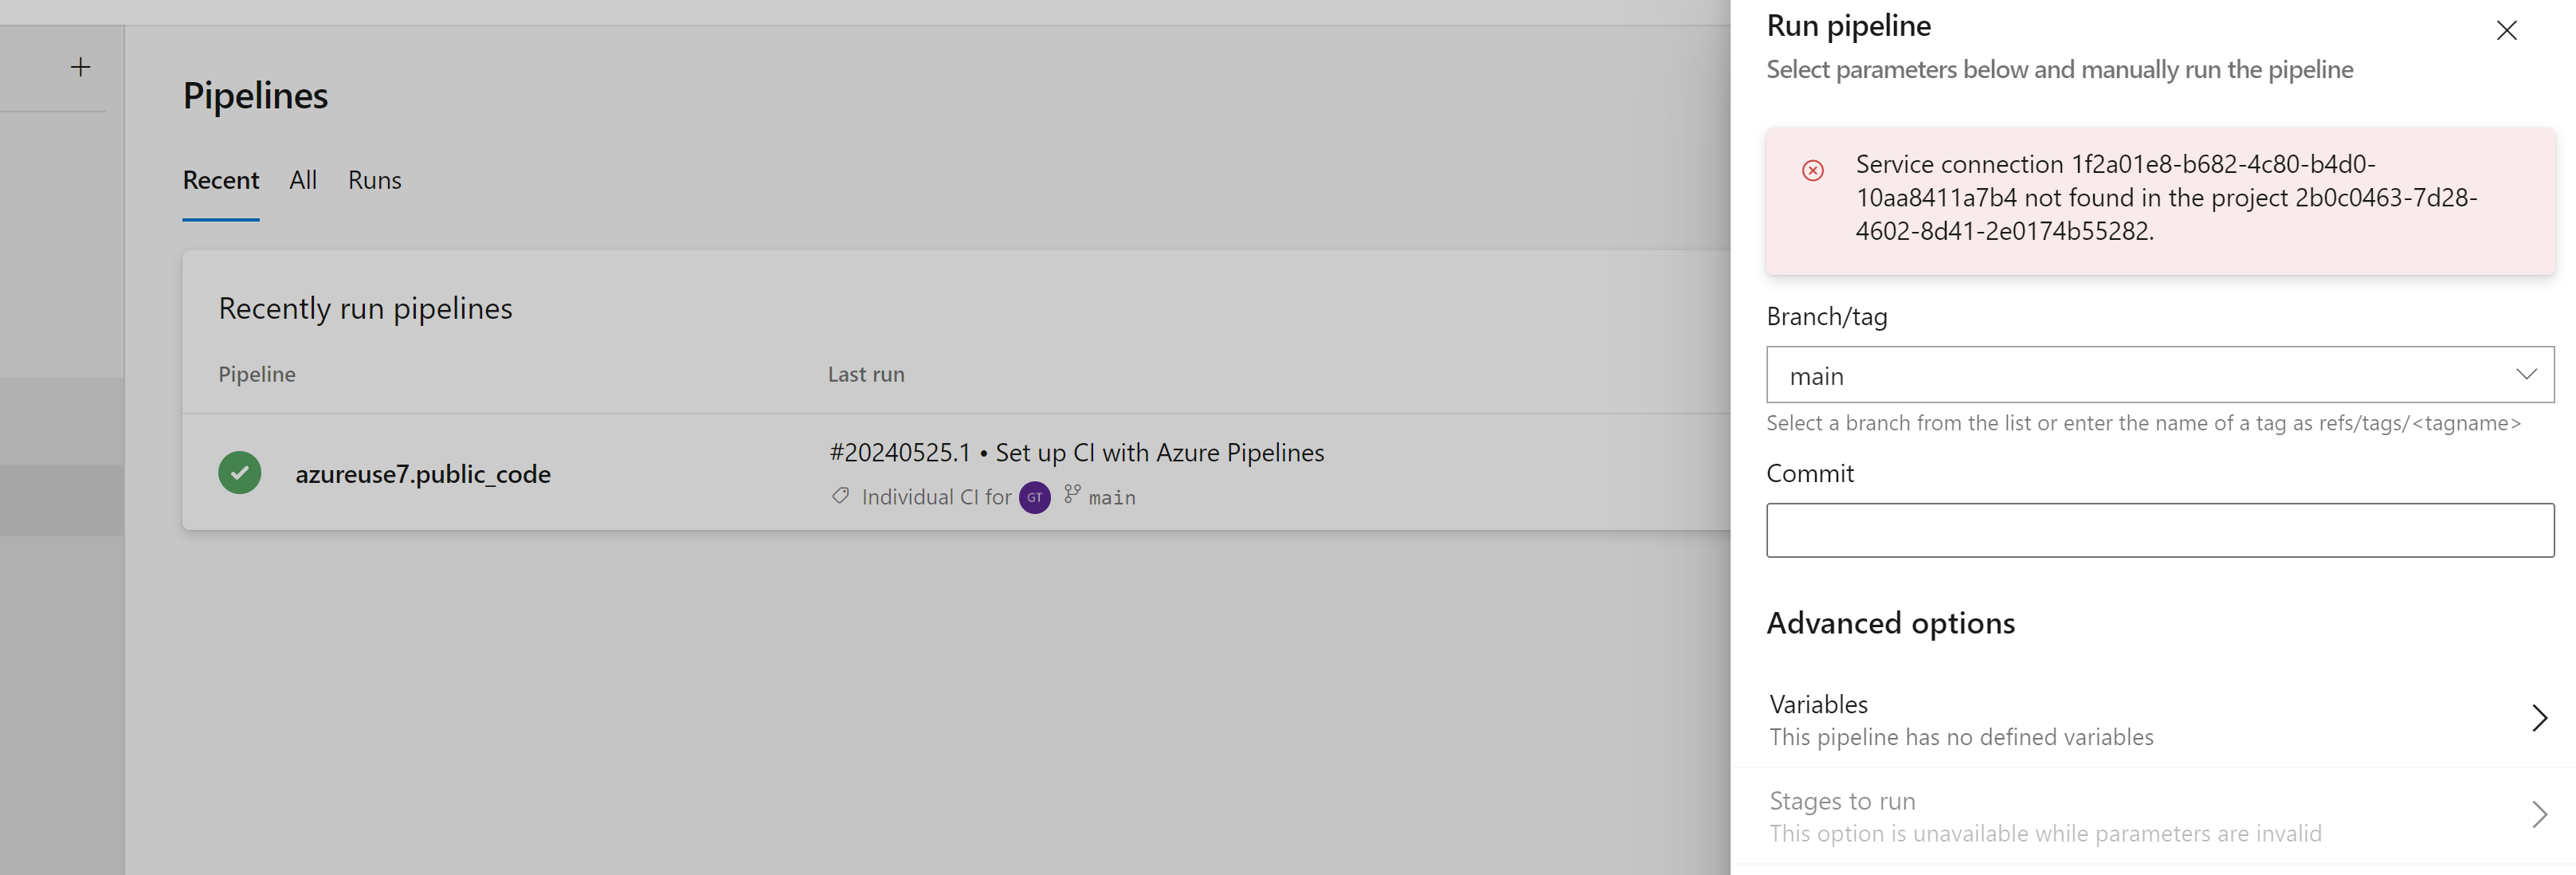 Pipelines
Recent All Runs
Recently run pipelines
Pipeline Last run
azureuse7.public_code
#20240525.1 • Set up CI with Azure Pipelines
Individual CI for GT main
Run pipeline
Select parameters below and manually run the pipeline
Service connection 1f2a01e8-b682-4c80-b4d0-
10aa8411a7b4 not found in the project 2b0c0463-7d28-
4602-8d41-2e0174b55282.
Branch/tag
main
Select a branch from the list or enter the name of a tag as refs/tags/<tagname>
Commit
Advanced options
Variables
This pipeline has no defined variables
Stages to run
This option is unavailable while parameters are invalid